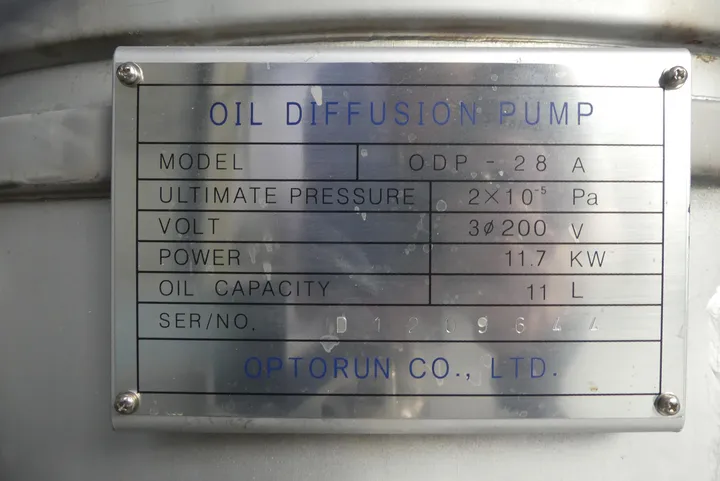 OIL DIFFUSION PUMP
MODEL ODP-28 A
ULTIMATE PRESSURE 2×10⁻⁵ Pa
VOLT 3ø200 V
POWER 11.7 KW
OIL CAPACITY 11 L
SER/NO.
OPTORUN CO., LTD.